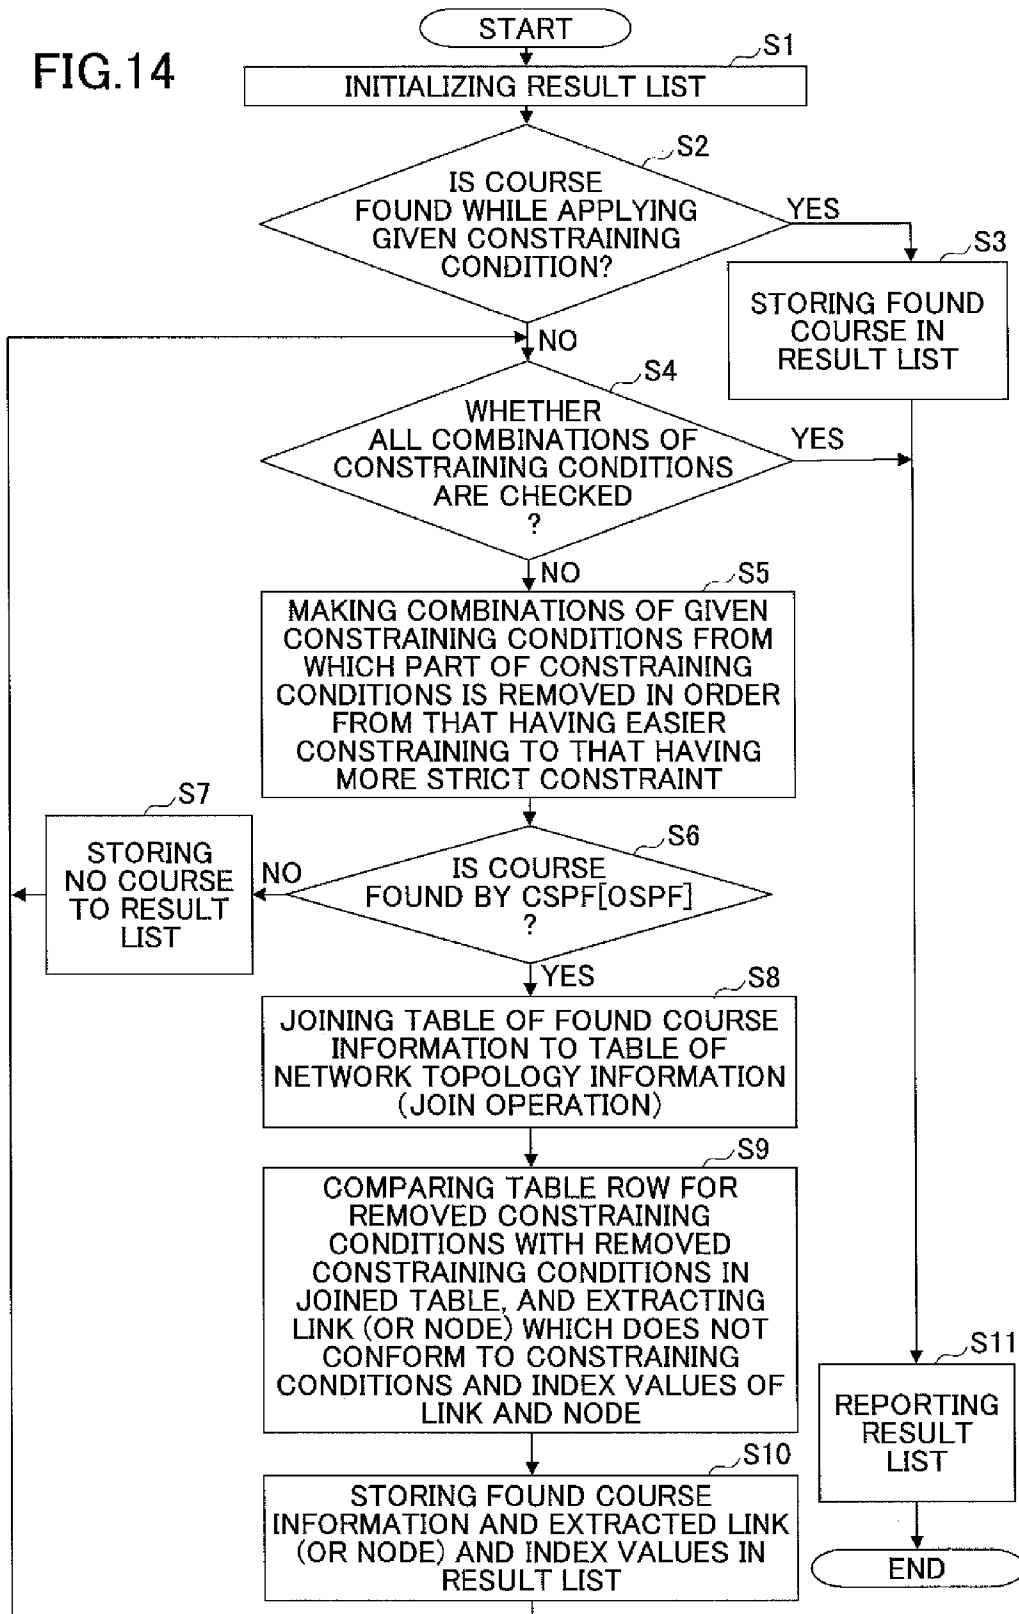 FIG.14
START
S1
INITIALIZING RESULT LIST
S2
IS COURSE
FOUND WHILE APPLYING
GIVEN CONSTRAINING
CONDITION?
YES
S3
STORING FOUND
COURSE IN
RESULT LIST
NO
S4
WHETHER
ALL COMBINATIONS OF
CONSTRAINING CONDITIONS
ARE CHECKED
?
YES
NO
S5
MAKING COMBINATIONS OF GIVEN
CONSTRAINING CONDITIONS FROM
WHICH PART OF CONSTRAINING
CONDITIONS IS REMOVED IN ORDER
FROM THAT HAVING EASIER
CONSTRAINING TO THAT HAVING
MORE STRICT CONSTRAINT
S6
IS COURSE
FOUND BY CSPF[OSPF]
?
NO
S7
STORING
NO COURSE
TO RESULT
LIST
YES
S8
JOINING TABLE OF FOUND COURSE
INFORMATION TO TABLE OF
NETWORK TOPOLOGY INFORMATION
(JOIN OPERATION)
S9
COMPARING TABLE ROW FOR
REMOVED CONSTRAINING
CONDITIONS WITH REMOVED
CONSTRAINING CONDITIONS IN
JOINED TABLE, AND EXTRACTING
LINK (OR NODE) WHICH DOES NOT
CONFORM TO CONSTRAINING
CONDITIONS AND INDEX VALUES OF
LINK AND NODE
S10
STORING FOUND COURSE
INFORMATION AND EXTRACTED LINK
(OR NODE) AND INDEX VALUES IN
RESULT LIST
S11
REPORTING
RESULT
LIST
END